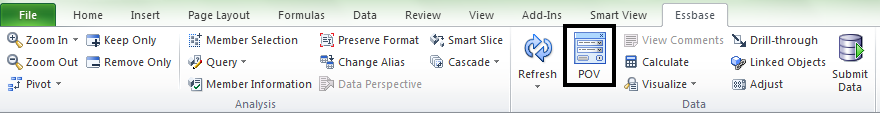 File Home Insert Page Layout Formulas Data Review View Add-Ins Smart View Essbase
Zoom In Keep Only Member Selection Preserve Format Smart Slice View Comments Drill-through
Zoom Out Remove Only Query Change Alias Cascade Refresh POV Calculate Linked Objects Submit Data
Pivot Member Information Data Perspective Visualize Adjust
Analysis Data